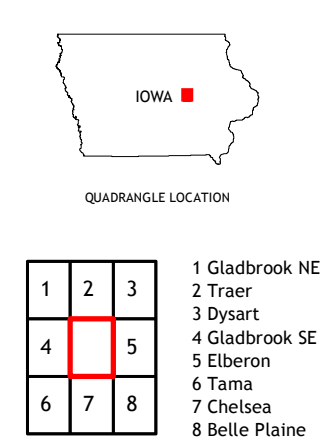 IOWA
QUADRANGLE LOCATION
1 2 3
4 5
6 7 8
1 Gladbrook NE
2 Traer
3 Dysart
4 Gladbrook SE
5 Elberon
6 Tama
7 Chelsea
8 Belle Plaine